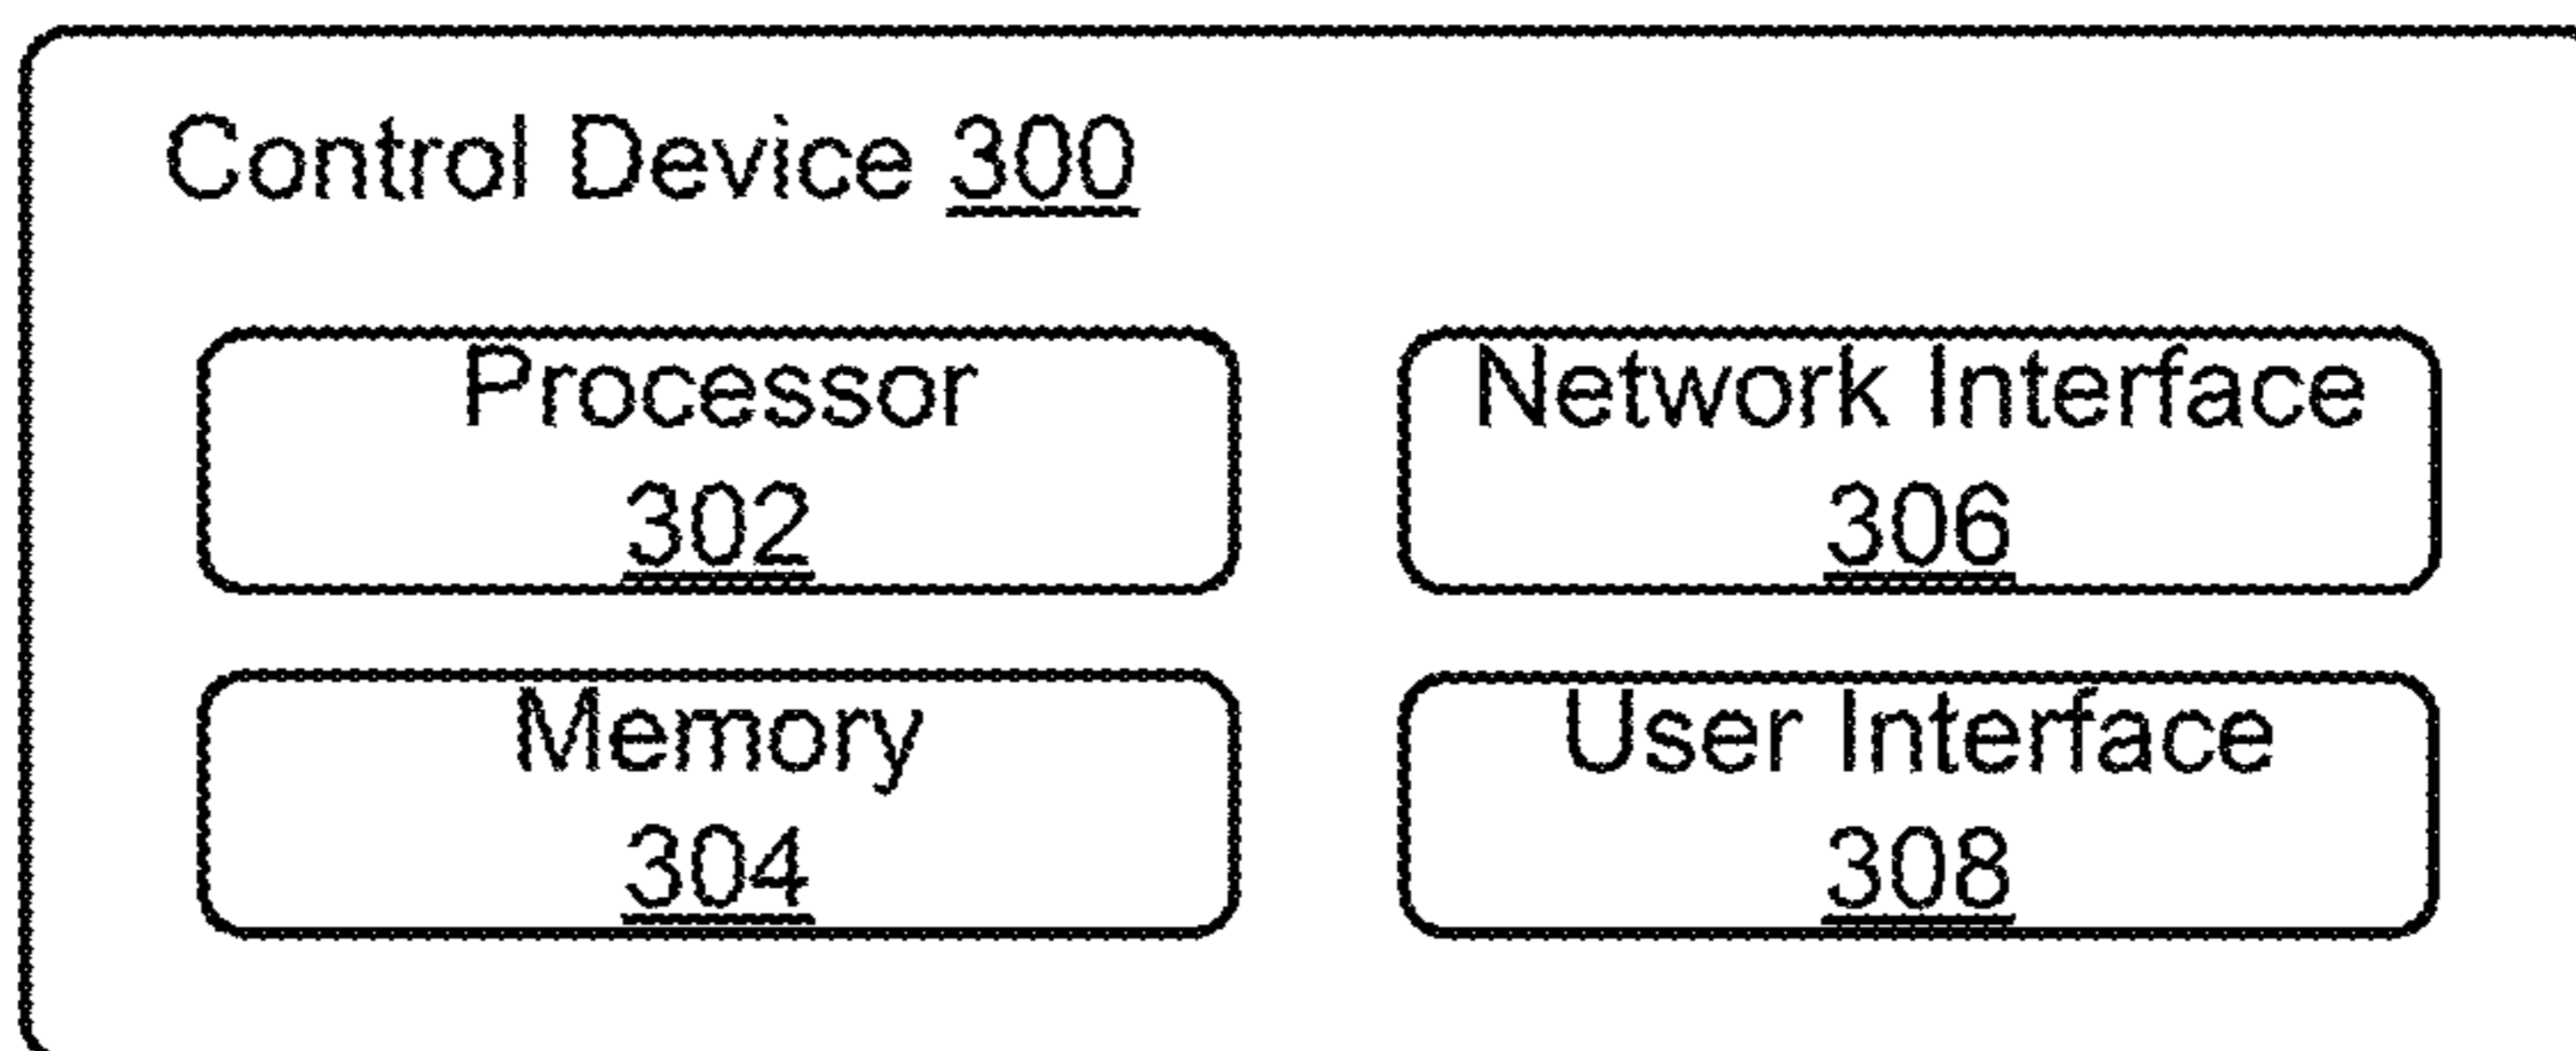 Control Device 300
Processor
302
Network Interface
306
Memory
304
User Interface
308